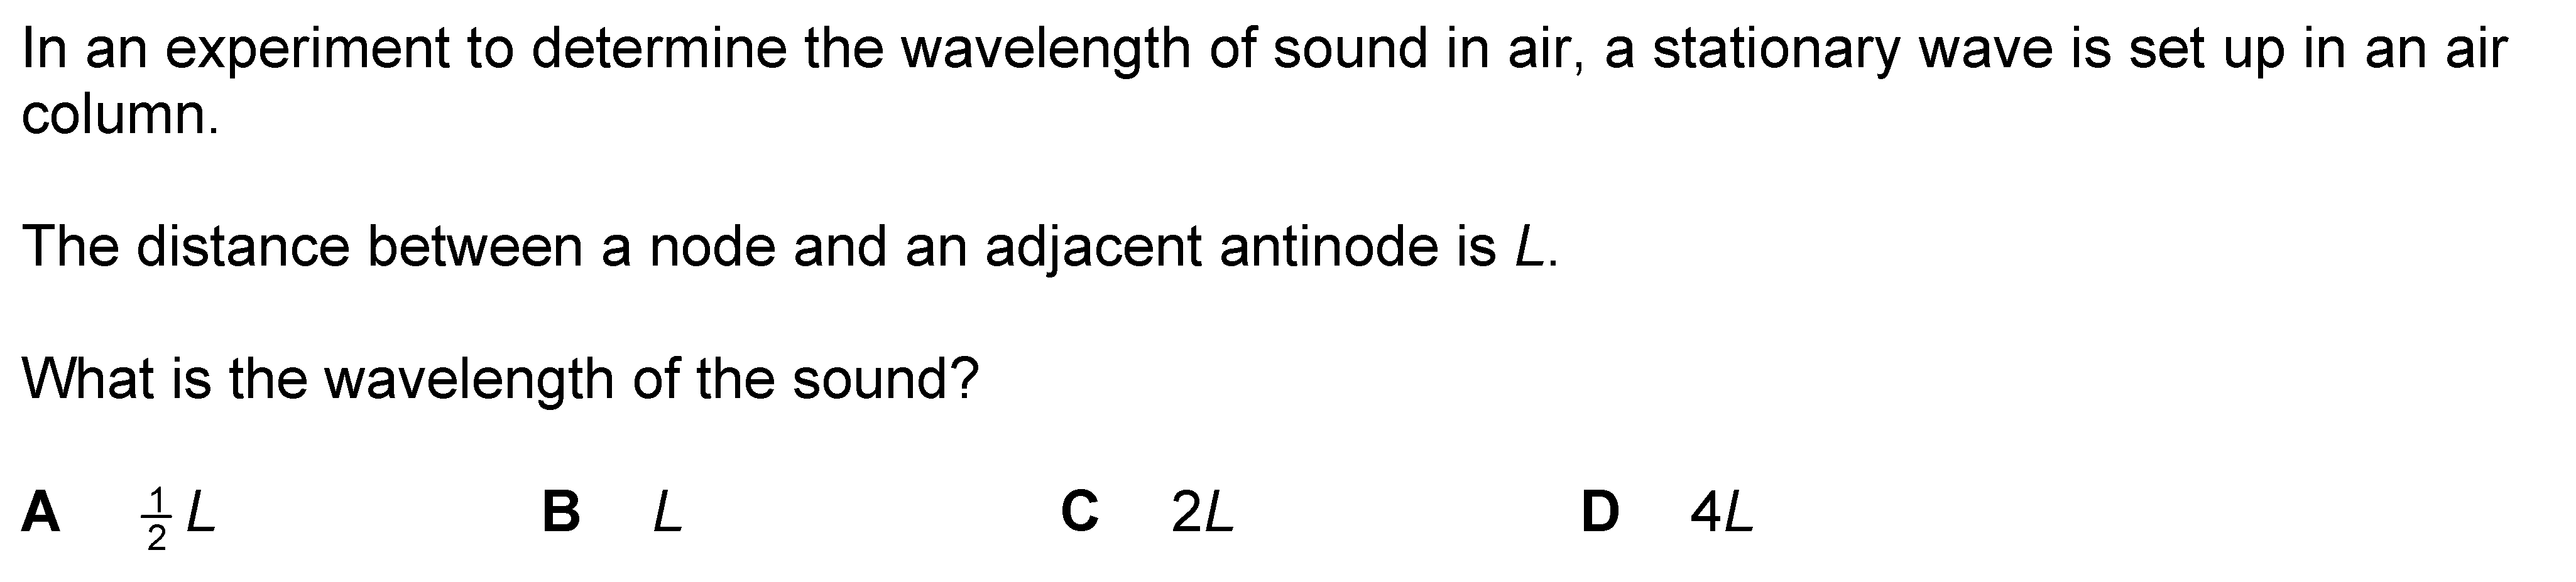 In an experiment to determine the wavelength of sound in air, a stationary wave is set up in an air
column.
The distance between a node and an adjacent antinode is L.
What is the wavelength of the sound?
A ½ L B L C 2L D 4L